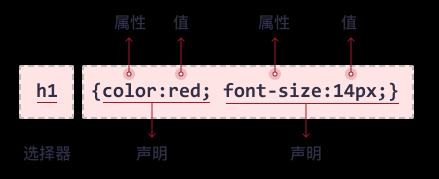 属性 值 属性 值
h1 {color:red; font-size:14px;}
选择器 声明 声明